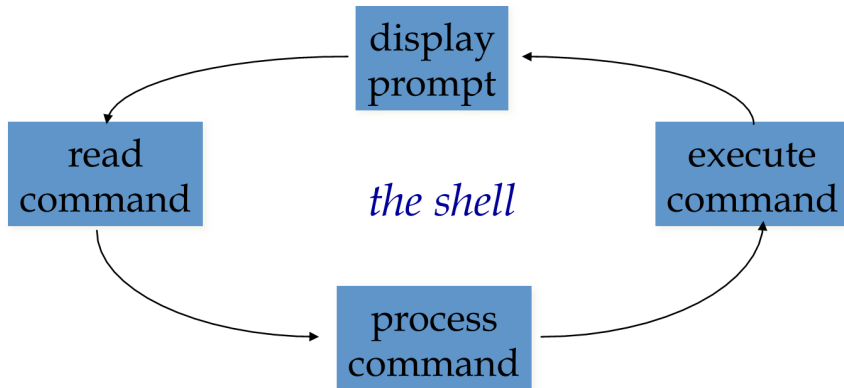 display
prompt
read
command
the shell
execute
command
process
command